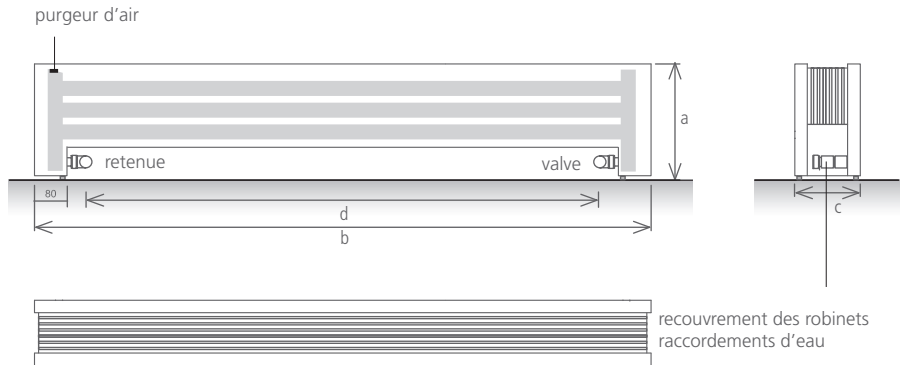 purgeur d’air
a
retenue
valve
80
d
c
b
recouvrement des robinets
raccordements d’eau